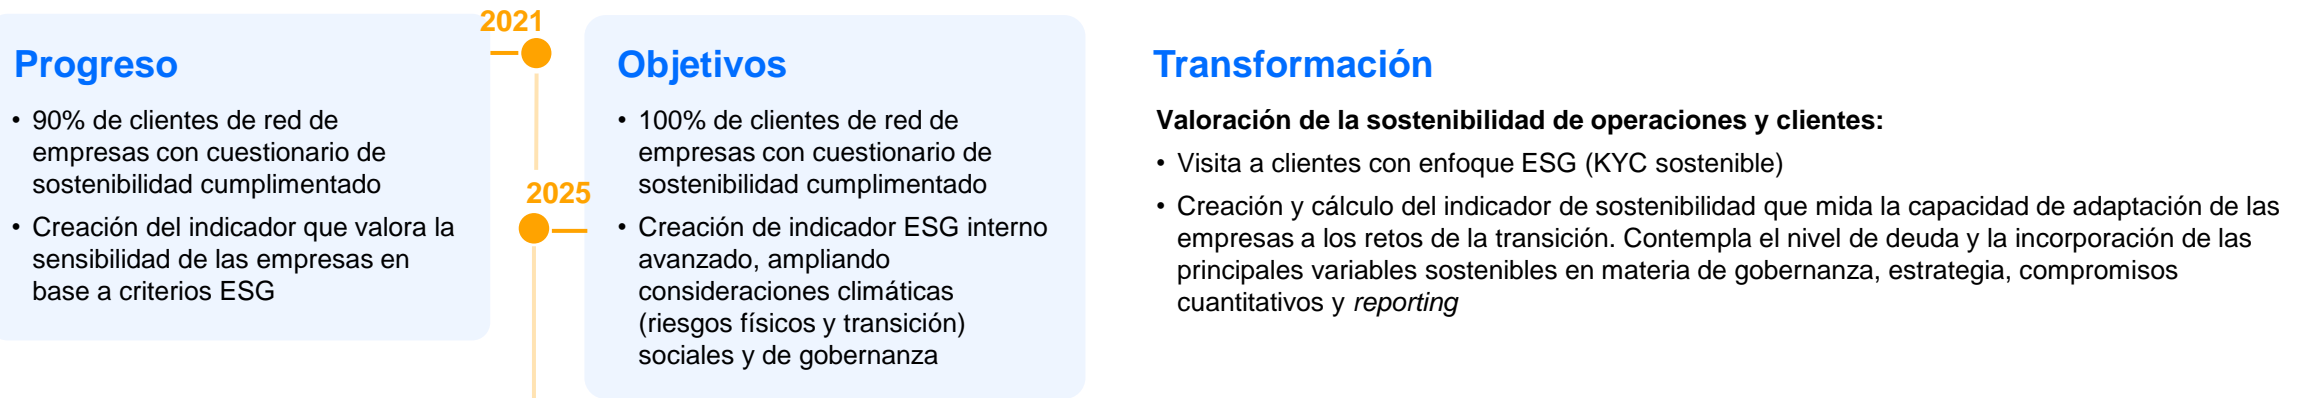 2021
Progreso
• 90% de clientes de red de
empresas con cuestionario de
sostenibilidad cumplimentado
• Creación del indicador que valora la
sensibilidad de las empresas en
base a criterios ESG
2025
Objetivos
• 100% de clientes de red de
empresas con cuestionario de
sostenibilidad cumplimentado
• Creación de indicador ESG interno
avanzado, ampliando
consideraciones climáticas
(riesgos físicos y transición)
sociales y de gobernanza
Transformación
Valoración de la sostenibilidad de operaciones y clientes:
• Visita a clientes con enfoque ESG (KYC sostenible)
• Creación y cálculo del indicador de sostenibilidad que mida la capacidad de adaptación de las
empresas a los retos de la transición. Contempla el nivel de deuda y la incorporación de las
principales variables sostenibles en materia de gobernanza, estrategia, compromisos
cuantitativos y reporting